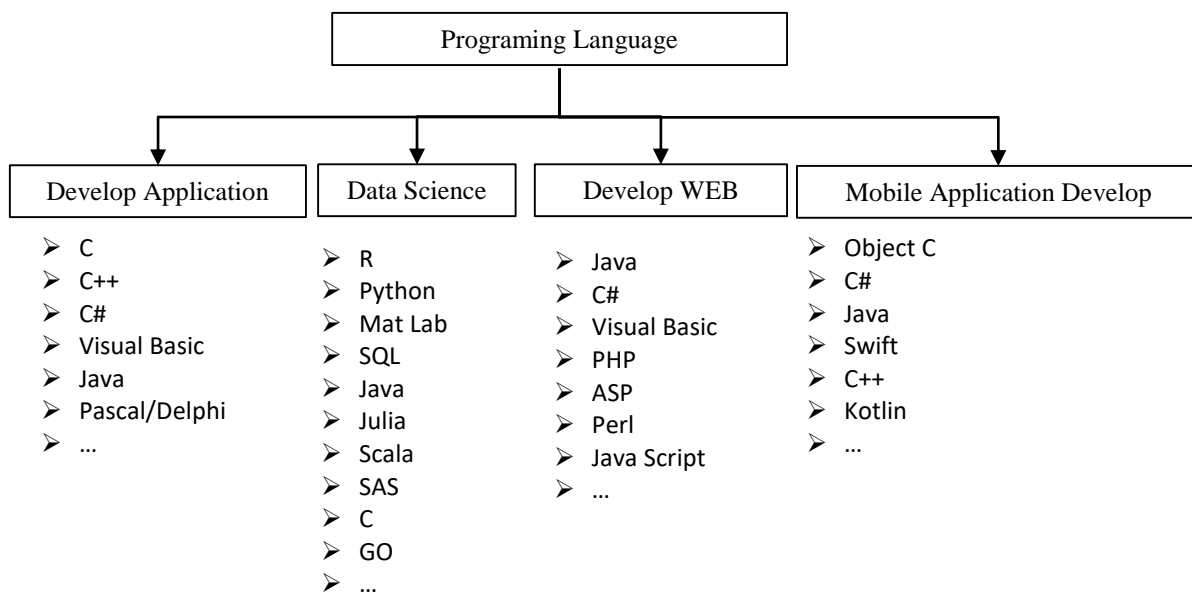 Programing Language
Develop Application
Data Science
Develop WEB
Mobile Application Develop
➢ C
➢ C++
➢ C#
➢ Visual Basic
➢ Java
➢ Pascal/Delphi
➢ ...
➢ R
➢ Python
➢ Mat Lab
➢ SQL
➢ Java
➢ Julia
➢ Scala
➢ SAS
➢ C
➢ GO
➢ ...
➢ Java
➢ C#
➢ Visual Basic
➢ PHP
➢ ASP
➢ Perl
➢ Java Script
➢ ...
➢ Object C
➢ C#
➢ Java
➢ Swift
➢ C++
➢ Kotlin
➢ ...